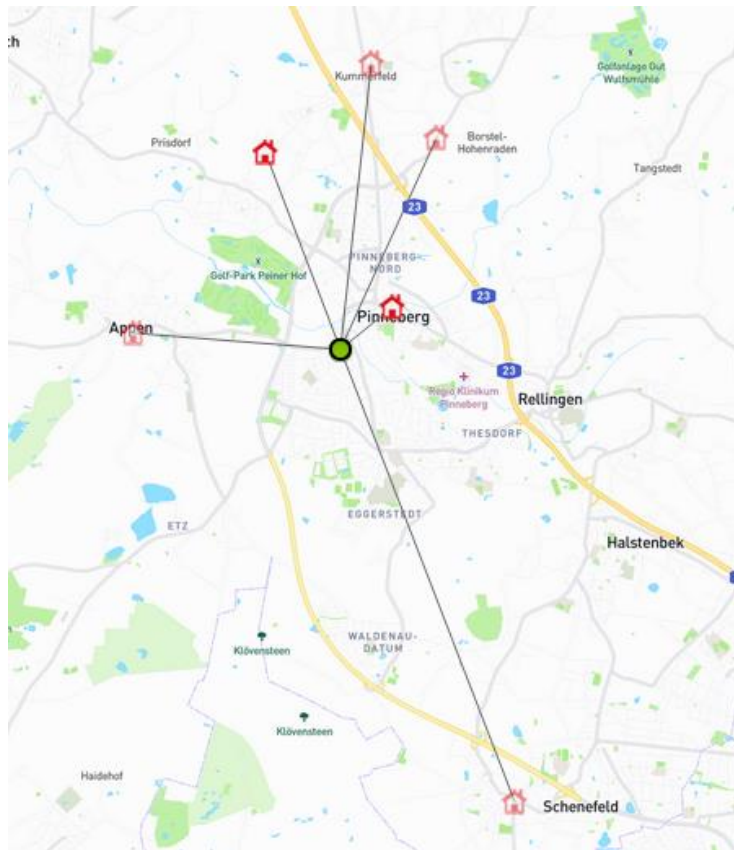 ch
Kummerfeld
Golfanlage Gut
Wulfsmühle
Prisdorf
Borstel-
Hohenraden
Tangstedt
23
PINNEBERG-
NORD
Golf-Park Peiner Hof
23
Appen
Pinneberg
23
Regio Klinikum
Pinneberg
Rellingen
THESDORF
EGGERSTEDT
ETZ
Halstenbek
WALDENAU-
DATUM
Klövensteen
Klövensteen
Haidehof
Schenefeld